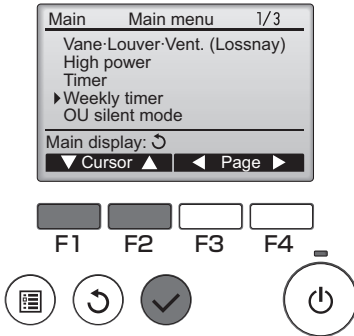 Main Main menu 1/3
Vane·Louver·Vent. (Lossnay)
High power
Timer
Weekly timer
OU silent mode
Main display:
Cursor Page
F1 F2 F3 F4